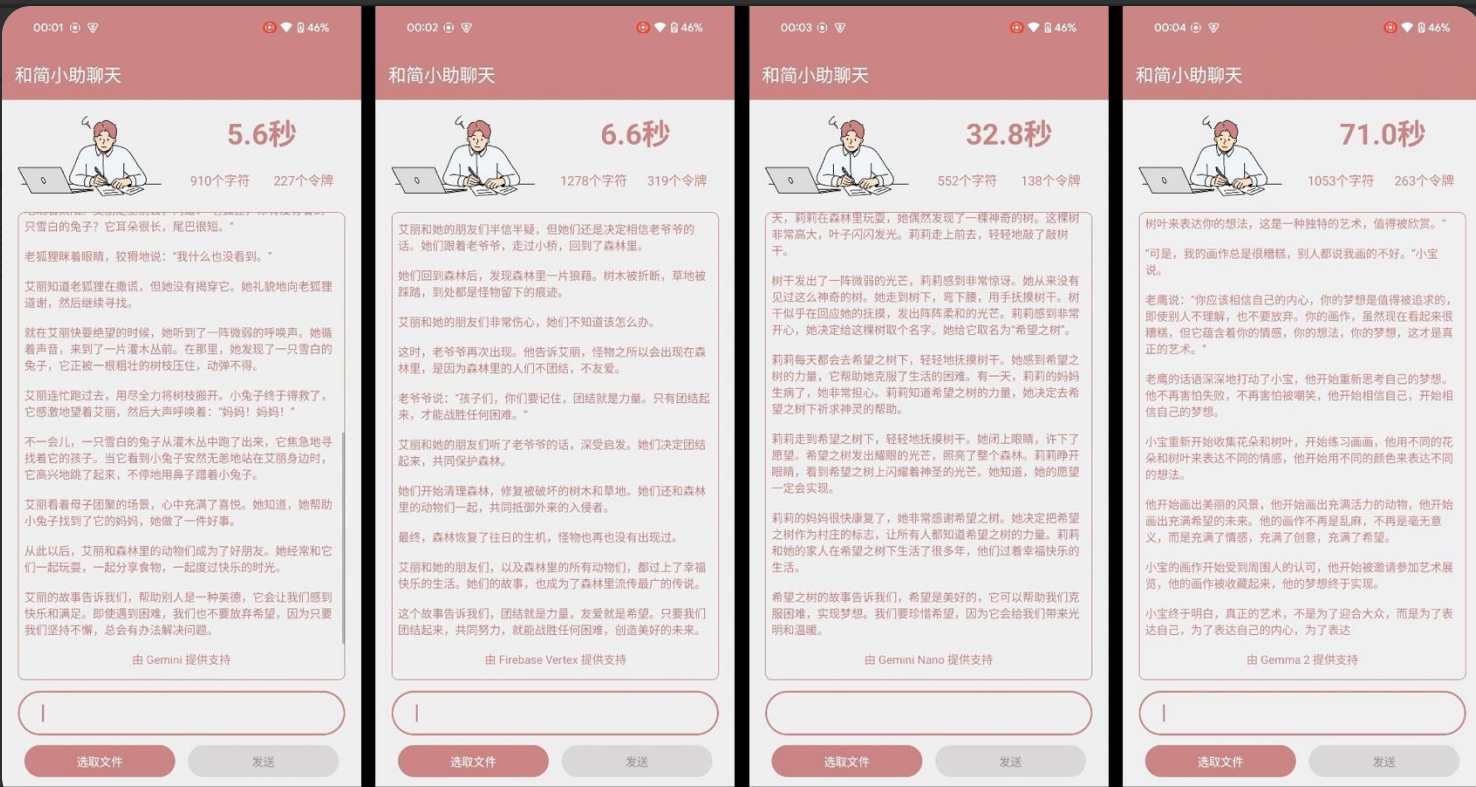 00:01
46%
和简小助聊天
5.6秒
910个字符 227个令牌
只雪白的兔子？它耳朵很长，尾巴很短。”
老狐狸眯着眼睛，狡猾地说：“我什么也没看到。”
艾丽知道老狐狸在撒谎，但她没有揭穿它。她礼貌地向老狐狸
道谢，然后继续寻找。
就在艾丽快要绝望的时候，她听到了一阵微弱的呼唤声。她循
着声音，来到了一片灌木丛前。在那里，她发现了一只雪白的
兔子，它正被一根粗壮的树枝压住，动弹不得。
艾丽连忙跑过去，用尽全力将树枝搬开。小兔子终于得救了，
它感激地望着艾丽，然后大声呼唤着：“妈妈！妈妈！”
不一会儿，一只雪白的兔子从灌木丛中跑了出来，它焦急地寻
找着它的孩子。当它看到小兔子安然无恙地站在艾丽身边时，
它高兴地跳了起来，不停地用鼻子蹭着小兔子。
艾丽看着母子团聚的场景，心中充满了喜悦。她知道，她帮助
小兔子找到了它的妈妈，她做了一件好事。
从此以后，艾丽和森林里的动物们成为了好朋友。她经常和它
们一起玩耍，一起分享食物，一起度过快乐的时光。
艾丽的故事告诉我们，帮助别人是一种美德，它会让我们感到
快乐和满足。即使遇到困难，我们也不要放弃希望，因为只要
我们坚持不懈，总会有办法解决问题。
由 Gemini 提供支持
选取文件
发送
00:02
46%
和简小助聊天
6.6秒
1278个字符 319个令牌
艾丽和她的朋友们半信半疑，但她们还是决定相信老爷爷的
话。她们跟着老爷爷，走过小桥，回到了森林里。
她们回到森林后，发现森林里一片狼藉。树木被折断，草地被
踩踏，到处都是怪物留下的痕迹。
艾丽和她的朋友们非常伤心，她们不知道该怎么办。
这时，老爷爷再次出现。他告诉艾丽，怪物之所以会出现在森
林里，是因为森林里的人们不团结，不友爱。
老爷爷说：“孩子们，你们要记住，团结就是力量。只有团结起
来，才能战胜任何困难。”
艾丽和她的朋友们听了老爷爷的话，深受启发。她们决定团结
起来，共同保护森林。
她们开始清理森林，修复被破坏的树木和草地。她们还和森林
里的动物们一起，共同抵御外来的入侵者。
最终，森林恢复了往日的生机，怪物也再也没有出现过。
艾丽和她的朋友们，以及森林里的所有动物们，都过上了幸福
快乐的生活。她们的故事，也成为了森林里流传最广的传说。
这个故事告诉我们，团结就是力量，友爱就是希望。只要我们
团结起来，共同努力，就能战胜任何困难，创造美好的未来。
由 Firebase Vertex 提供支持
选取文件
发送
00:03
46%
和简小助聊天
32.8秒
552个字符 138个令牌
天，莉莉在森林里玩耍，她偶然发现了一棵神奇的树。这棵树
非常高大，叶子闪闪发光。莉莉走上前去，轻轻地敲了敲树
干。
树干发出了一阵微弱的光芒，莉莉感到非常惊讶。她从来没有
见过这么神奇的树。她走到树下，弯下腰，用手抚摸树干。树
干似乎在回应她的抚摸，发出阵阵柔和的光芒。莉莉感到非常
开心，她决定给这棵树取个名字。她给它取名为“希望之树”。
莉莉每天都会去希望之树下，轻轻地抚摸树干。她感到希望之
树的力量，它帮助她克服了生活的困难。有一天，莉莉的妈妈
生病了，她非常担心。莉莉知道希望之树的力量，她决定去希
望之树下祈求神灵的帮助。
莉莉走到希望之树下，轻轻地抚摸树干。她闭上眼睛，许下了
愿望。希望之树发出耀眼的光芒，照亮了整个森林。莉莉睁开
眼睛，看到希望之树上闪耀着神圣的光芒。她知道，她的愿望
一定会实现。
莉莉的妈妈很快康复了，她非常感谢希望之树。她决定把希望
之树作为村庄的标志，让所有人都知道希望之树的力量。莉莉
和她的家人在希望之树下生活了很多年，他们过着幸福快乐的
生活。
希望之树的故事告诉我们，希望是美好的，它可以帮助我们克
服困难，实现梦想。我们要珍惜希望，因为它会给我们带来光
明和温暖。
由 Gemini Nano 提供支持
选取文件
发送
00:04
46%
和简小助聊天
71.0秒
1053个字符 263个令牌
树叶来表达你的想法，这是一种独特的艺术，值得被欣赏。”
“可是，我的画作总是很糟糕，别人都说我画的不好。”小宝
说。
老鹰说：“你应该相信自己的内心，你的梦想是值得被追求的，
即使别人不理解，也不要放弃。你的画作，虽然现在看起来很
糟糕，但它蕴含着你的情感，你的想法，你的梦想，这才是真
正的艺术。”
老鹰的话语深深地打动了小宝，他开始重新思考自己的梦想。
他不再害怕失败，不再害怕被嘲笑，他开始相信自己，开始相
信自己的梦想。
小宝重新开始收集花朵和树叶，开始练习画画，他用不同的花
朵和树叶来表达不同的情感，他开始用不同的颜色来表达不同
的想法。
他开始画出美丽的风景，他开始画出充满活力的动物，他开始
画出充满希望的未来。他的画作不再是乱麻，不再是毫无意
义，而是充满了情感，充满了创意，充满了希望。
小宝的画作开始受到周围人的认可，他开始被邀请参加艺术展
览，他的画作被收藏起来，他的梦想终于实现。
小宝终于明白，真正的艺术，不是为了迎合大众，而是为了表
达自己，为了表达自己的内心，为了表达
由 Gemma 2 提供支持
选取文件
发送